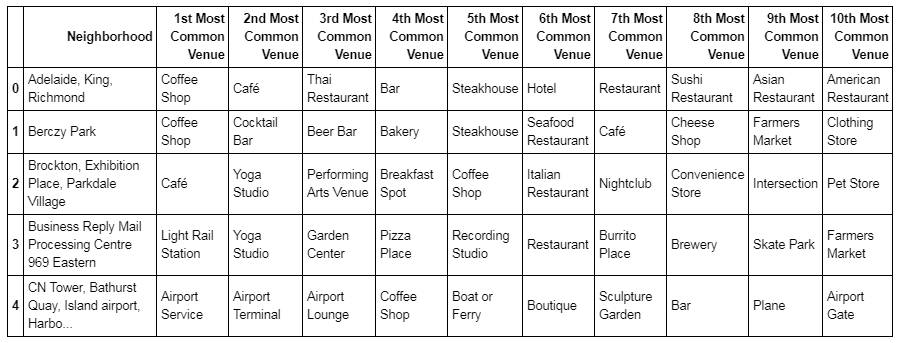 Neighborhood 1st Most Common Venue 2nd Most Common Venue 3rd Most Common Venue 4th Most Common Venue 5th Most Common Venue 6th Most Common Venue 7th Most Common Venue 8th Most Common Venue 9th Most Common Venue 10th Most Common Venue
0 Adelaide, King, Richmond Coffee Shop Café Thai Restaurant Bar Steakhouse Hotel Restaurant Sushi Restaurant Asian Restaurant American Restaurant
1 Berczy Park Coffee Shop Cocktail Bar Beer Bar Bakery Steakhouse Seafood Restaurant Café Cheese Shop Farmers Market Clothing Store
2 Brockton, Exhibition Place, Parkdale Village Café Yoga Studio Performing Arts Venue Breakfast Spot Coffee Shop Italian Restaurant Nightclub Convenience Store Intersection Pet Store
3 Business Reply Mail Processing Centre 969 Eastern Light Rail Station Yoga Studio Garden Center Pizza Place Recording Studio Restaurant Burrito Place Brewery Skate Park Farmers Market
4 CN Tower, Bathurst Quay, Island airport, Harbo... Airport Service Airport Terminal Airport Lounge Coffee Shop Boat or Ferry Boutique Sculpture Garden Bar Plane Airport Gate